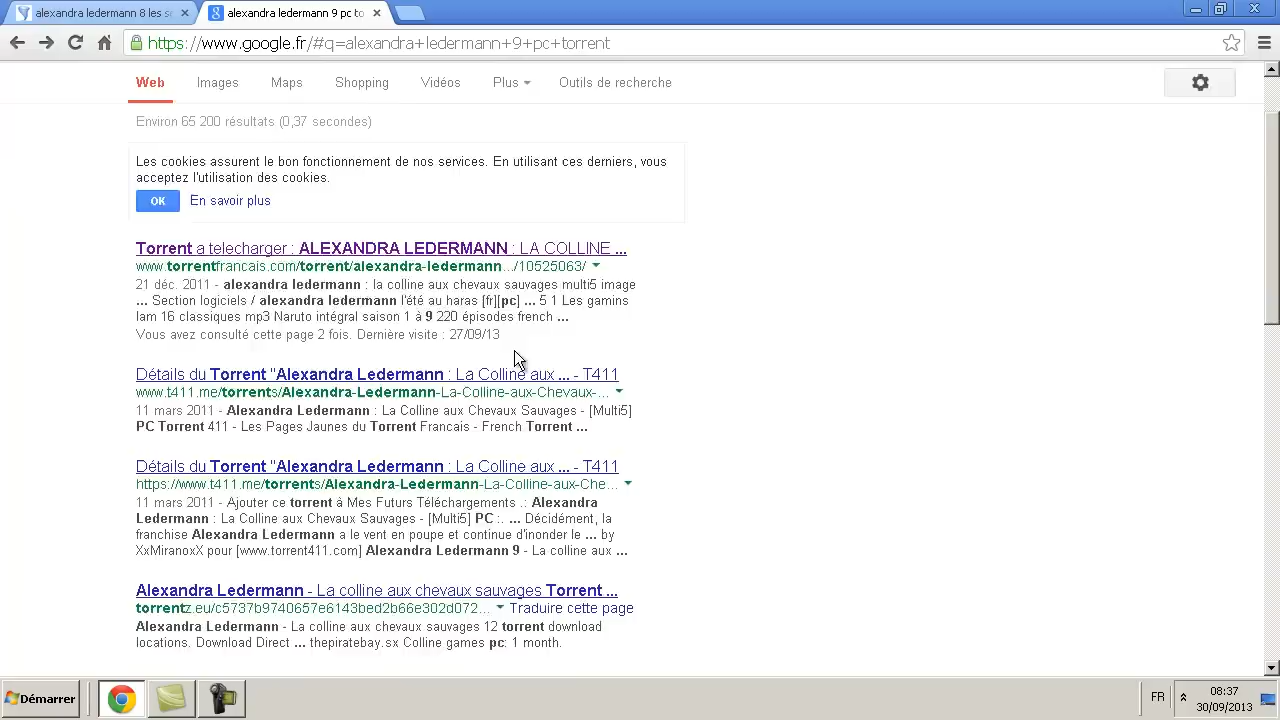 alexandra ledermann 8 les s
alexandra ledermann 9 pc to
https://www.google.fr/#q=alexandra+ledermann+9+pc+torrent
Web Images Maps Shopping Vidéos Plus Outils de recherche
Environ 65 200 résultats (0,37 secondes)
Les cookies assurent le bon fonctionnement de nos services. En utilisant ces derniers, vous
acceptez l'utilisation des cookies.
OK En savoir plus
Torrent a telecharger : ALEXANDRA LEDERMANN : LA COLLINE ...
www.torrentfrancais.com/torrent/alexandra-ledermann.../10525063/
21 déc. 2011 - alexandra ledermann : la colline aux chevaux sauvages multi5 image
... Section logiciels / alexandra ledermann l'été au haras [fr][pc] ... 5 1 Les gamins
lam 16 classiques mp3 Naruto intégral saison 1 à 9 220 épisodes french ...
Vous avez consulté cette page 2 fois. Dernière visite : 27/09/13
Détails du Torrent "Alexandra Ledermann : La Colline aux ... - T411
www.t411.me/torrents/Alexandra-Ledermann-La-Colline-aux-Chevaux-...
11 mars 2011 - Alexandra Ledermann : La Colline aux Chevaux Sauvages - [Multi5]
PC Torrent 411 - Les Pages Jaunes du Torrent Francais - French Torrent ...
Détails du Torrent "Alexandra Ledermann : La Colline aux ... - T411
https://www.t411.me/torrents/Alexandra-Ledermann-La-Colline-aux-Che...
11 mars 2011 - Ajouter ce torrent à Mes Futurs Téléchargements .: Alexandra
Ledermann : La Colline aux Chevaux Sauvages - [Multi5] PC :. ... Décidément, la
franchise Alexandra Ledermann a le vent en poupe et continue d'inonder le ... by
XxMiranoxX pour [www.torrent411.com] Alexandra Ledermann 9 - La colline aux ...
Alexandra Ledermann - La colline aux chevaux sauvages Torrent ...
torrentz.eu/c5737b9740657e6143bed2b66e302d072... Traduire cette page
Alexandra Ledermann - La colline aux chevaux sauvages 12 torrent download
locations. Download Direct ... thepiratebay.sx Colline games pc: 1 month.
Démarrer
FR
08:37
30/09/2013